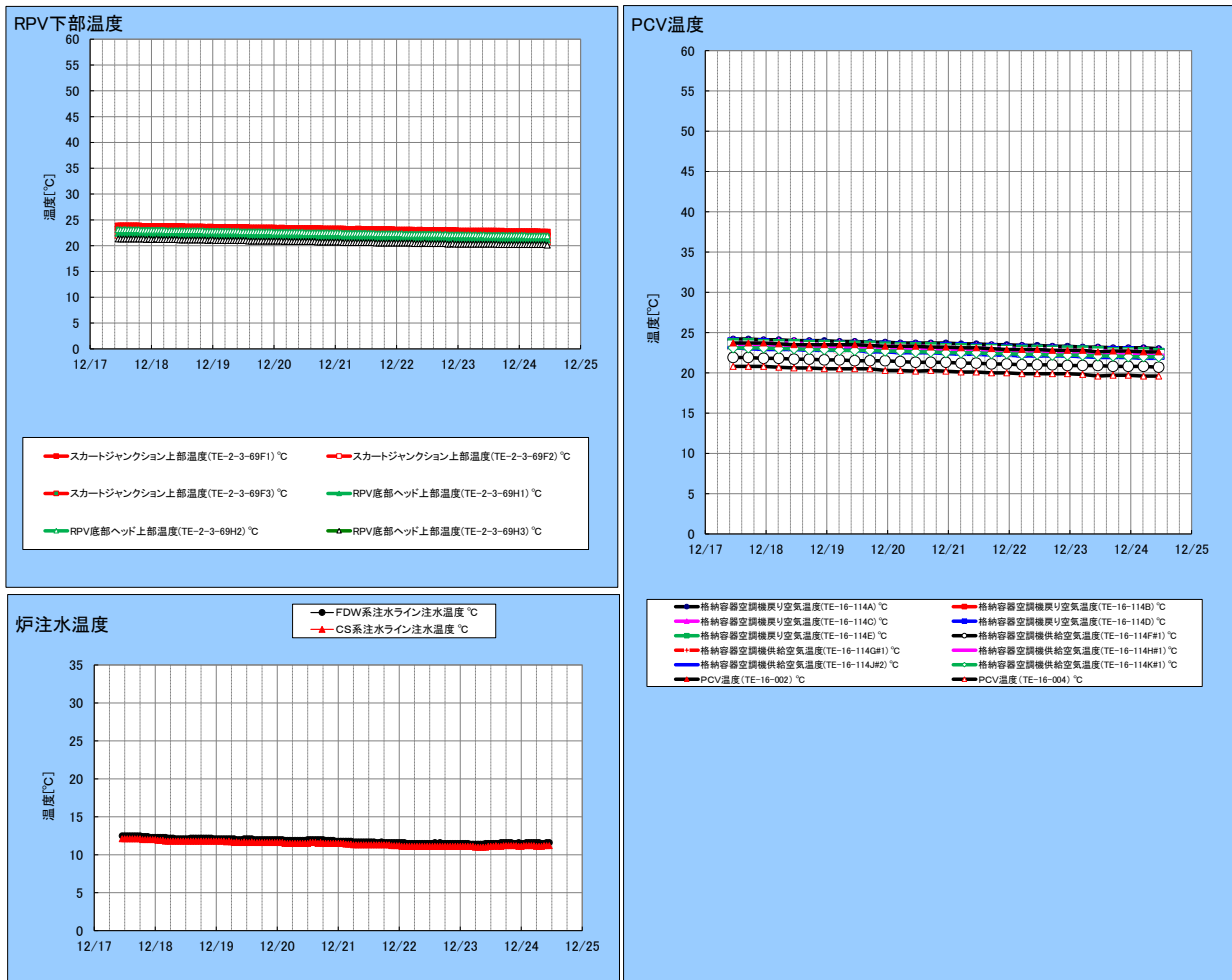 RPV下部温度
60
55
50
45
40
35
30
25
20
15
10
5
0
温度[℃]
12/17 12/18 12/19 12/20 12/21 12/22 12/23 12/24 12/25
スカートジャンクション上部温度(TE-2-3-69F1) ℃ スカートジャンクション上部温度(TE-2-3-69F2) ℃
スカートジャンクション上部温度(TE-2-3-69F3) ℃ RPV底部ヘッド上部温度(TE-2-3-69H1) ℃
RPV底部ヘッド上部温度(TE-2-3-69H2) ℃ RPV底部ヘッド上部温度(TE-2-3-69H3) ℃
PCV温度
60
55
50
45
40
35
30
25
20
15
10
5
0
温度[℃]
12/17 12/18 12/19 12/20 12/21 12/22 12/23 12/24 12/25
格納容器空調機戻り空気温度(TE-16-114A) ℃ 格納容器空調機戻り空気温度(TE-16-114B) ℃
格納容器空調機戻り空気温度(TE-16-114C) ℃ 格納容器空調機戻り空気温度(TE-16-114D) ℃
格納容器空調機戻り空気温度(TE-16-114E) ℃ 格納容器空調機供給空気温度(TE-16-114F#1) ℃
格納容器空調機供給空気温度(TE-16-114G#1) ℃ 格納容器空調機供給空気温度(TE-16-114H#1) ℃
格納容器空調機供給空気温度(TE-16-114J#2) ℃ 格納容器空調機供給空気温度(TE-16-114K#1) ℃
PCV温度(TE-16-002) ℃ PCV温度(TE-16-004) ℃
炉注水温度
FDW系注水ライン注水温度 ℃
CS系注水ライン注水温度 ℃
35
30
25
20
15
10
5
0
温度[℃]
12/17 12/18 12/19 12/20 12/21 12/22 12/23 12/24 12/25